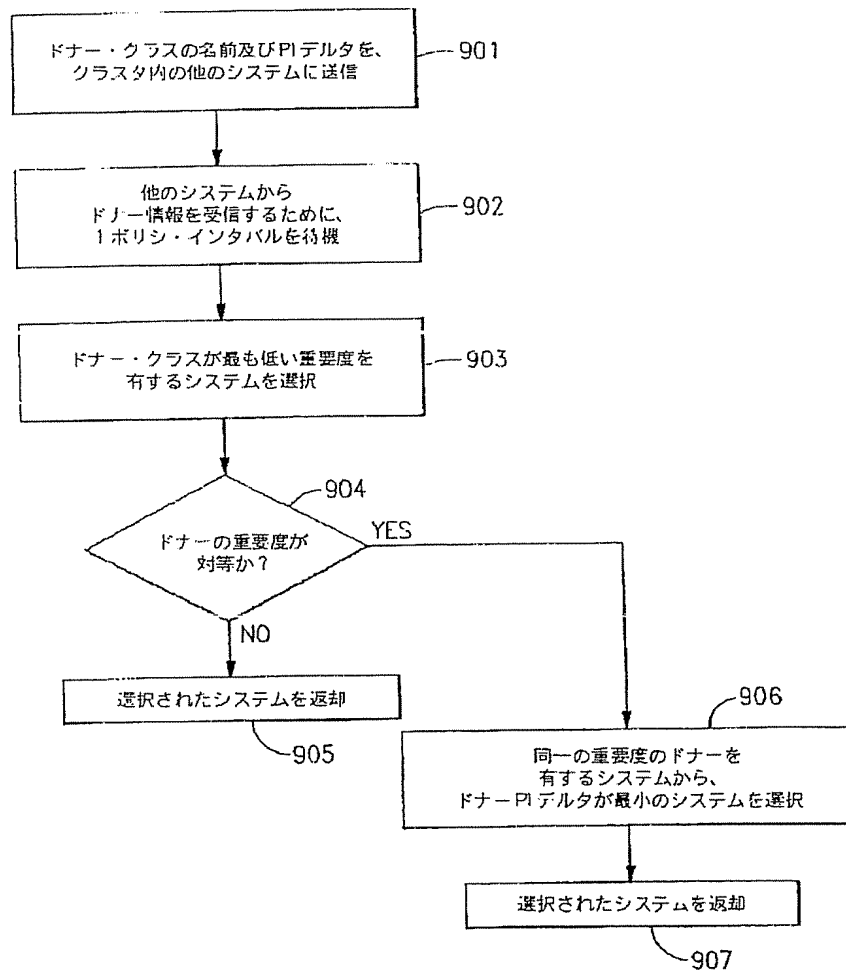 ドナー・クラスの名前及びPIデルタを、
クラスタ内の他のシステムに送信
901
他のシステムから
ドナー情報を受信するために、
1ポリシ・インタバルを待機
902
ドナー・クラスが最も低い重要度を
有するシステムを選択
903
904
ドナーの重要度が
対等か?
YES
NO
選択されたシステムを返却
905
906
同一の重要度のドナーを
有するシステムから、
ドナーPIデルタが最小のシステムを選択
選択されたシステムを返却
907